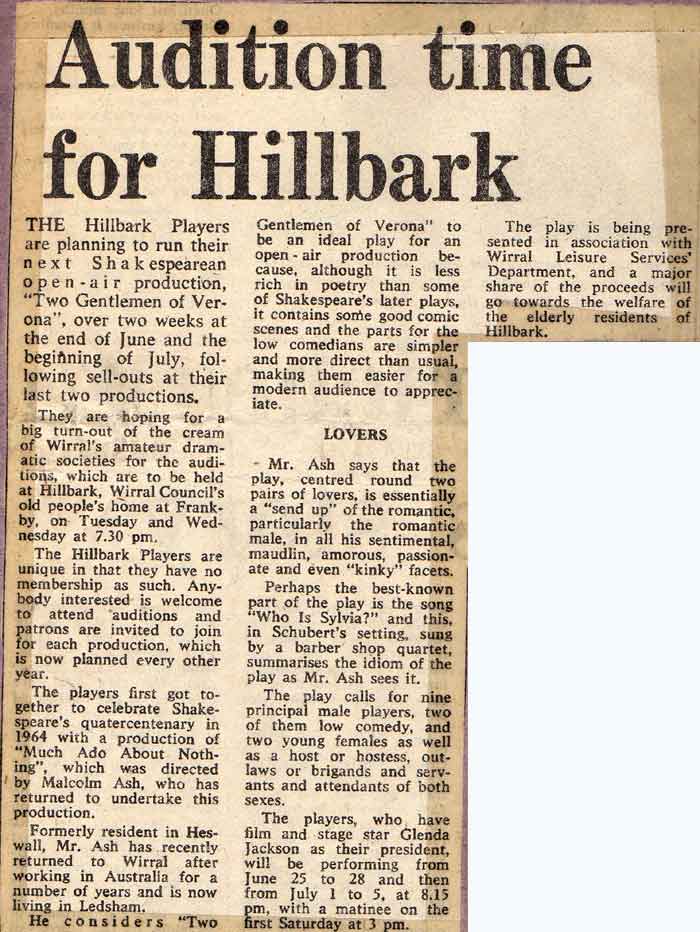 Audition time
for Hillbark
THE Hillbark Players
are planning to run their
next Shakespearean
open-air production,
"Two Gentlemen of Ver-
ona", over two weeks at
the end of June and the
beginning of July, fol-
lowing sell-outs at their
last two productions.
They are hoping for a
big turn-out of the cream
of Wirral's amateur dram-
atic societies for the audi-
tions, which are to be held
at Hillbark, Wirral Council's
old people's home at Frank-
by, on Tuesday and Wed-
nesday at 7.30 pm.
The Hillbark Players are
unique in that they have no
membership as such. Any-
body interested is welcome
to attend auditions and
patrons are invited to join
for each production, which
is now planned every other
year.
The players first got to-
gether to celebrate Shake-
speare's quatercentenary in
1964 with a production of
"Much Ado About Noth-
ing", which was directed
by Malcolm Ash, who has
returned to undertake this
production.
Formerly resident in Hes-
wall, Mr. Ash has recently
returned to Wirral after
working in Australia for a
number of years and is now
living in Ledsham.
He considers "Two
Gentlemen of Verona" to
be an ideal play for an
open-air production be-
cause, although it is less
rich in poetry than some
of Shakespeare's later plays,
it contains some good comic
scenes and the parts for the
low comedians are simpler
and more direct than usual,
making them easier for a
modern audience to apprec-
iate.
LOVERS
Mr. Ash says that the
play, centred round two
pairs of lovers, is essentially
a "send up" of the romantic,
particularly the romantic
male, in all his sentimental,
maudlin, amorous, passion-
ate and even "kinky" facets.
Perhaps the best-known
part of the play is the song
"Who Is Sylvia?" and this,
in Schubert's setting, sung
by a barber shop quartet,
summarises the idiom of the
play as Mr. Ash sees it.
The play calls for nine
principal male players, two
of them low comedy, and
two young females as well
as a host or hostess, out-
laws or brigands and serv-
ants and attendants of both
sexes.
The players, who have
film and stage star Glenda
Jackson as their president,
will be performing from
June 25 to 28 and then
from July 1 to 5, at 8.15
pm, with a matinee on the
first Saturday at 3 pm.
The play is being pre-
sented in association with
Wirral Leisure Services'
Department, and a major
share of the proceeds will
go towards the welfare of
the elderly residents of
Hillbark.